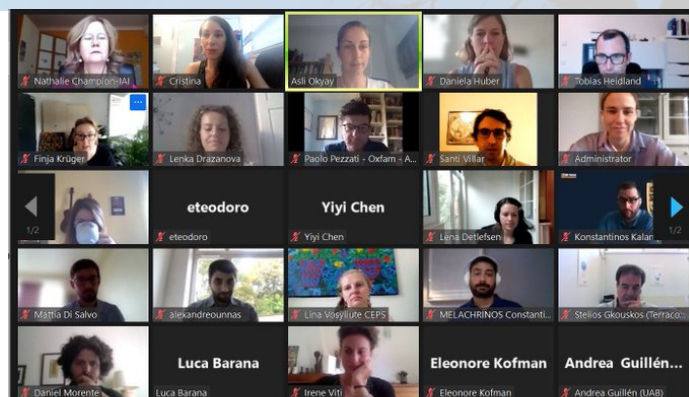 Nathalie Champion-IAI
Cristina
Asli Okyay
Daniela Huber
Tobias Heidland
Finja Krüger
Lenka Drazanova
Paolo Pezzati - Oxfam - A...
Santi Villar
Administrator
1/2
eteodoro
eteodoro
Yiyi Chen
Yiyi Chen
Lena Detlefsen
Konstantinos Kalar
1/2
Mattia Di Salvo
alexandreounnas
Lina Vosyliute CEPS
MELACHRINOS Constanti...
Stelios Gkouskos (Terraco...
Daniel Morente
Luca Barana
Luca Barana
Irene Viti
Eleonore Kofman
Eleonore Kofman
Andrea Guillén...
Andrea Guillén (UAB)